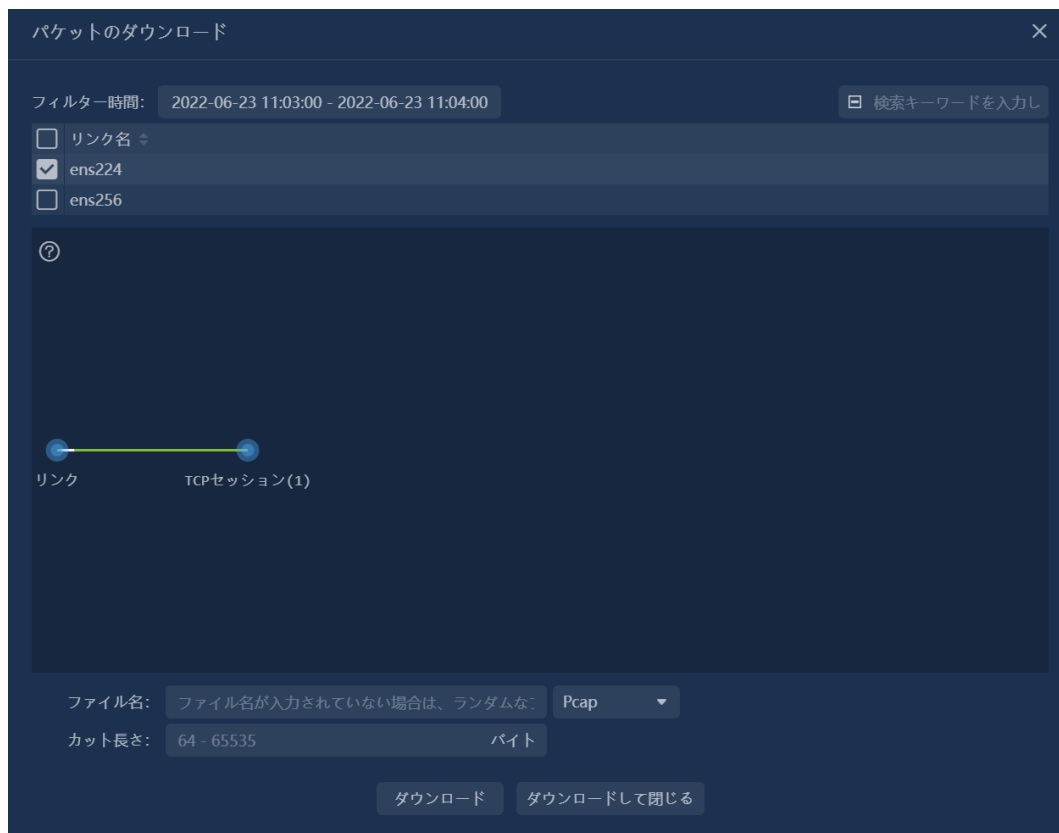 パケットのダウンロード
フィルター時間: 2022-06-23 11:03:00 - 2022-06-23 11:04:00 検索キーワードを入力し
リンク名
ens224
ens256
リンク TCPセッション(1)
ファイル名: ファイル名が入力されていない場合は、ランダムな Pcap
カット長さ: 64 - 65535 バイト
ダウンロード ダウンロードして閉じる